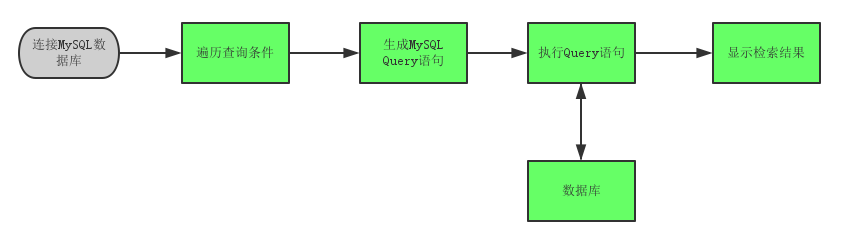 连接MySQL数
据库
遍历查询条件
生成MySQL
Query语句
执行Query语句
显示检索结果
数据库